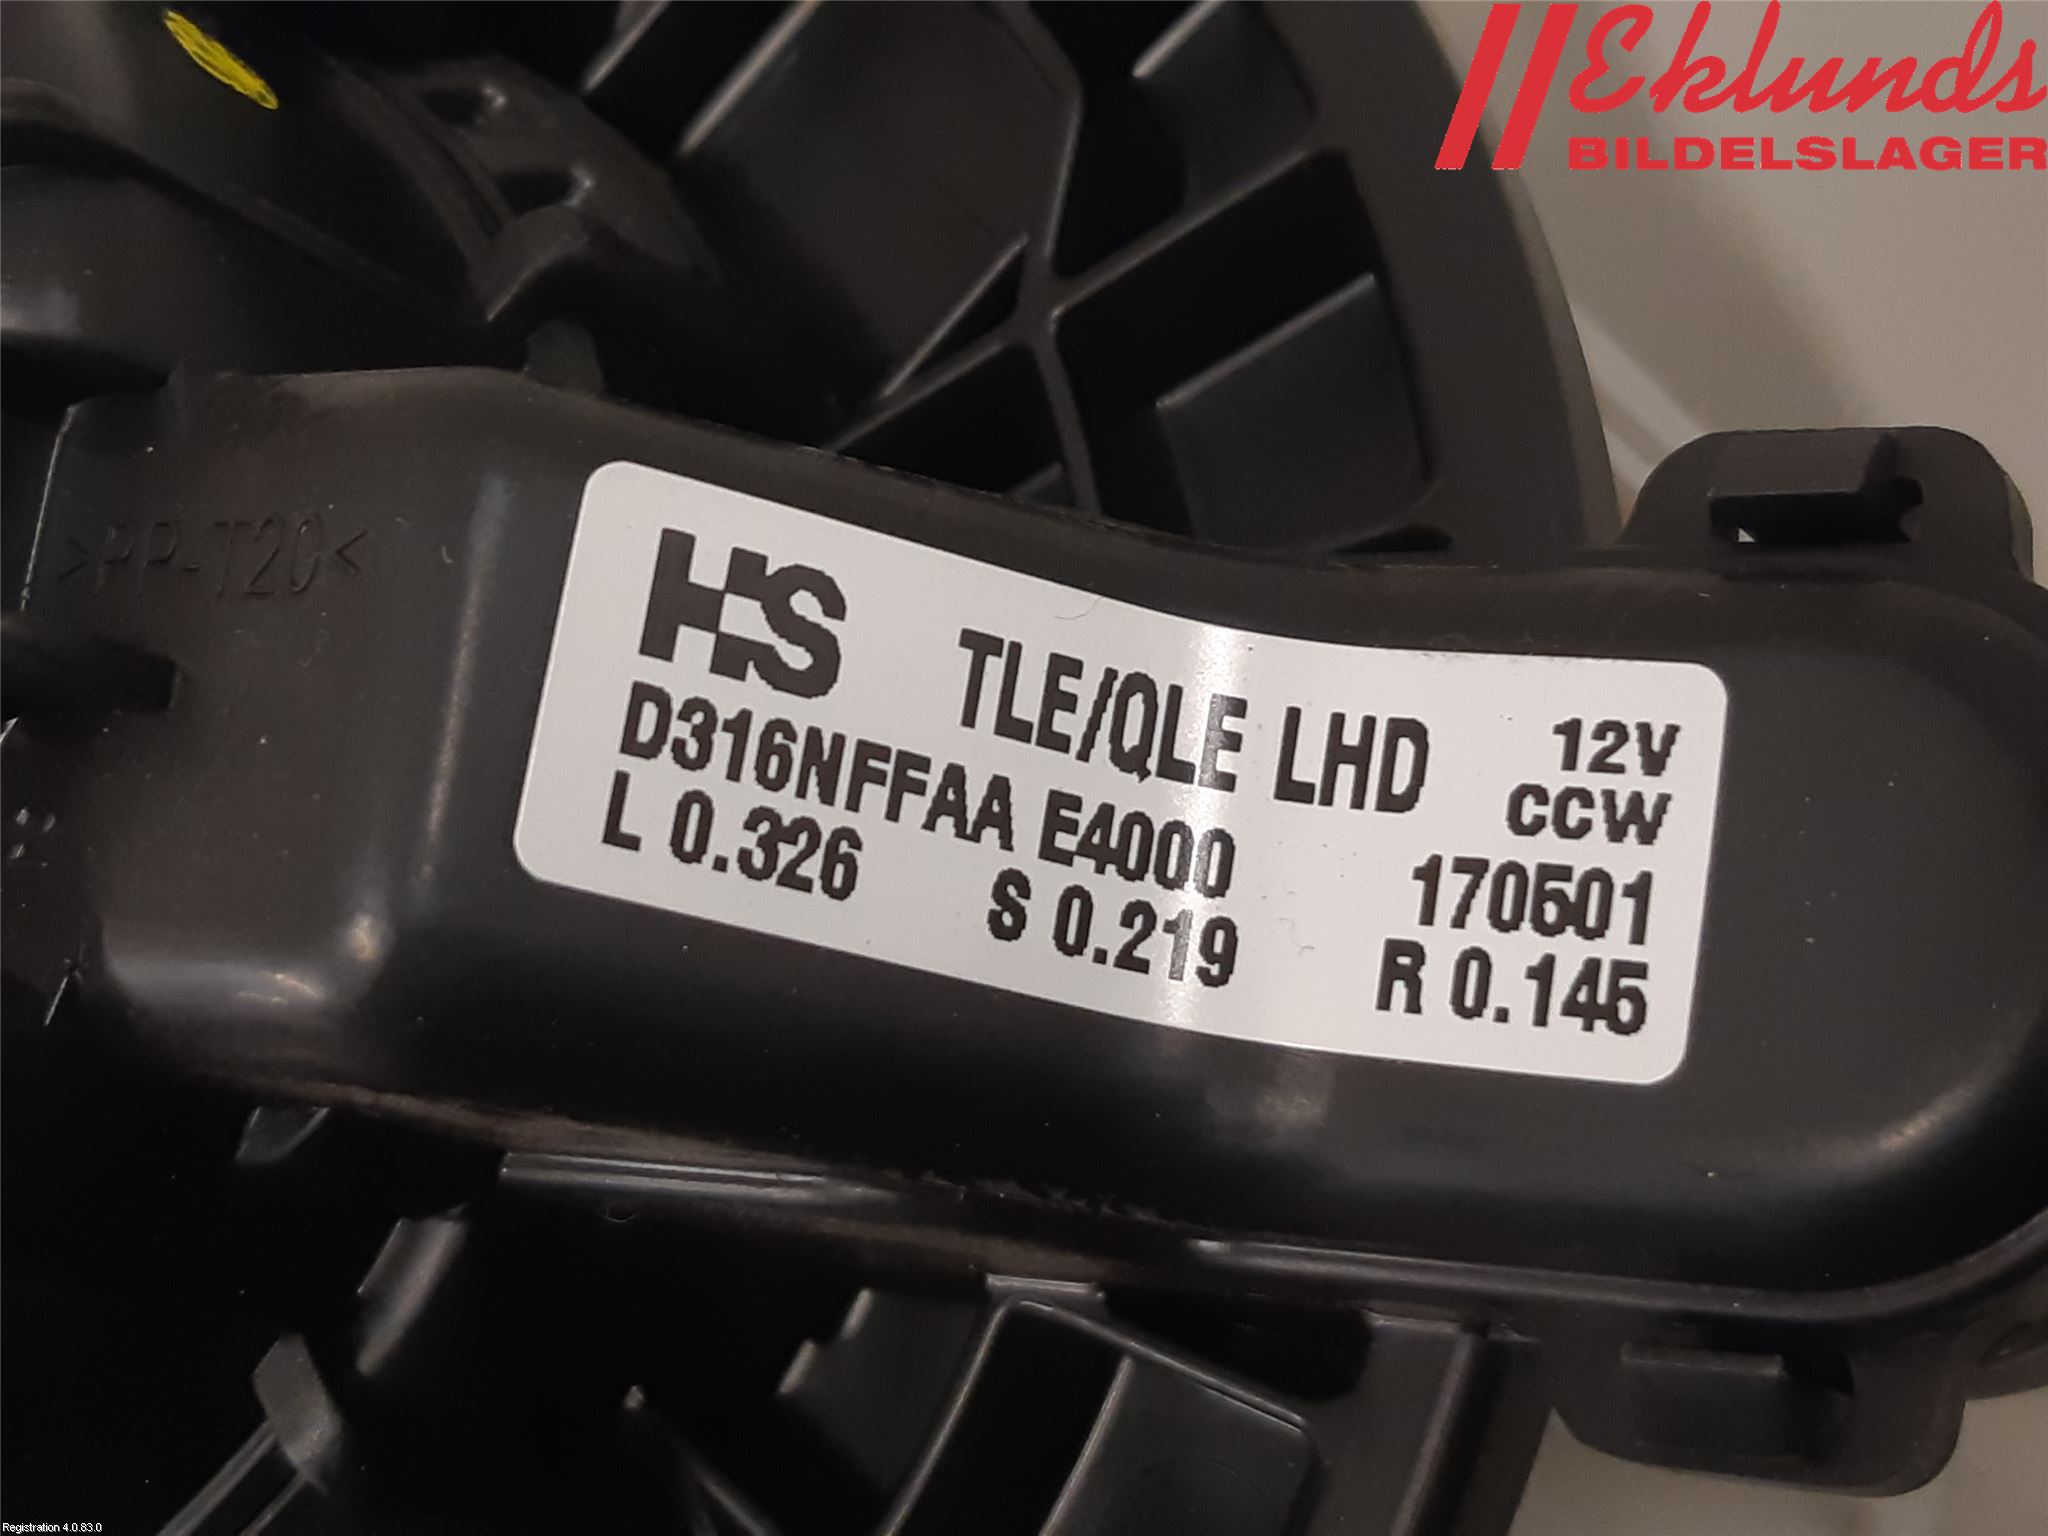 Eklunds
BILDELSLAGER
>PP-T20<
HS TLE/QLE LHD 12V
CCW
D316NFFAA E4000 170501
L 0.326 S 0.219 R 0.145
Registration 4.0.83.0